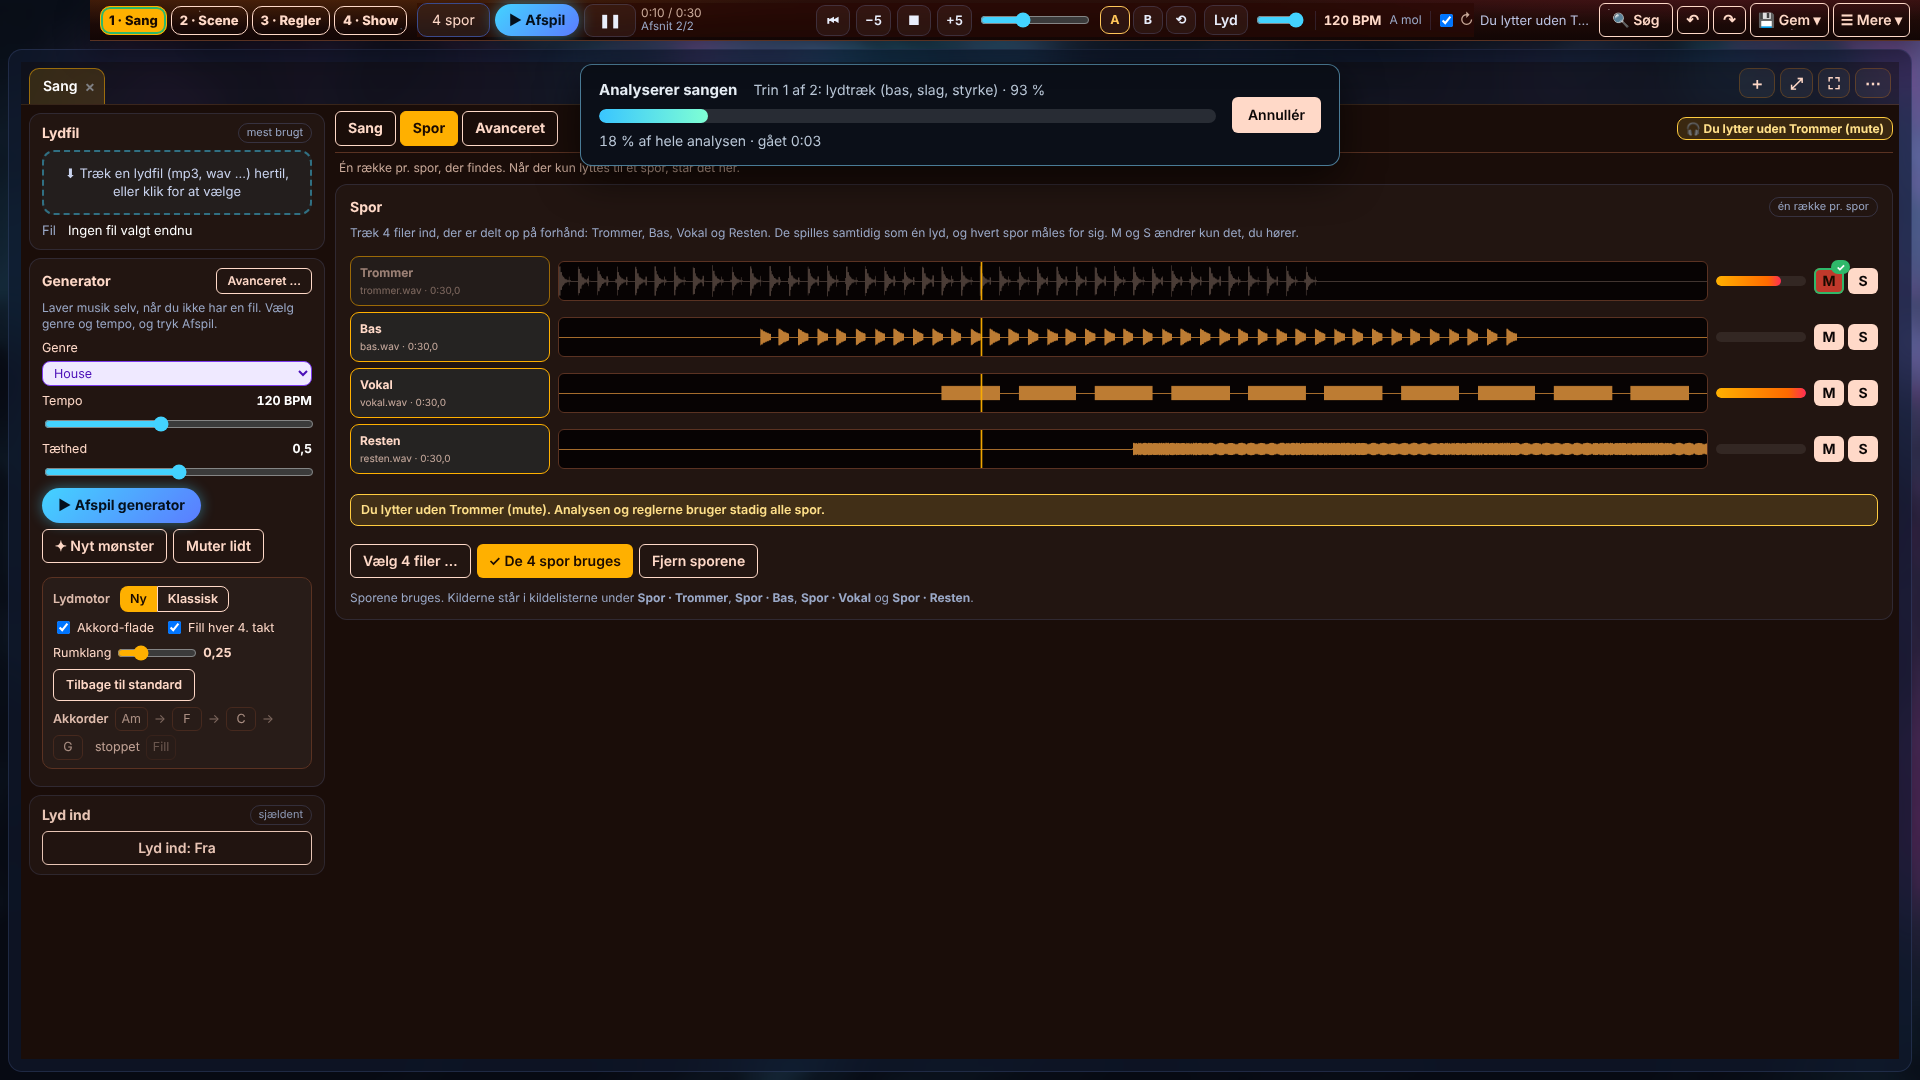 1 · Sang 2 · Scene 3 · Regler 4 · Show 4 spor ▶ Afspil ❚❚ 0:10 / 0:30
Afsnit 2/2
⏮ −5 ■ +5 A B ⟲ Lyd 120 BPM A mol Du lytter uden T… 🔍 Søg ↶ ↷ 💾 Gem ▾ ☰ Mere ▾
Sang ×
+ ⤢ ⛶ ⋯
Analyserer sangen Trin 1 af 2: lydtræk (bas, slag, styrke) · 93 %
18 % af hele analysen · gået 0:03
Annullér
Lydfil mest brugt
⬇ Træk en lydfil (mp3, wav …) hertil,
eller klik for at vælge
Fil Ingen fil valgt endnu
Generator Avanceret …
Laver musik selv, når du ikke har en fil. Vælg
genre og tempo, og tryk Afspil.
Genre
House
Tempo 120 BPM
Tæthed 0,5
▶ Afspil generator
✦ Nyt mønster Muter lidt
Lydmotor Ny Klassisk
Akkord-flade Fill hver 4. takt
Rumklang 0,25
Tilbage til standard
Akkorder Am → F → C →
G stoppet Fill
Lyd ind sjældent
Lyd ind: Fra
Sang Spor Avanceret
🎧 Du lytter uden Trommer (mute)
Én række pr. spor, der findes. Når der kun lyttes til et spor, står det her.
Spor én række pr. spor
Træk 4 filer ind, der er delt op på forhånd: Trommer, Bas, Vokal og Resten. De spilles samtidig som én lyd, og hvert spor måles for sig. M og S ændrer kun det, du hører.
Trommer
trommer.wav · 0:30,0
M S
Bas
bas.wav · 0:30,0
M S
Vokal
vokal.wav · 0:30,0
M S
Resten
resten.wav · 0:30,0
M S
Du lytter uden Trommer (mute). Analysen og reglerne bruger stadig alle spor.
Vælg 4 filer … ✓ De 4 spor bruges Fjern sporene
Sporene bruges. Kilderne står i kildelisterne under Spor · Trommer, Spor · Bas, Spor · Vokal og Spor · Resten.